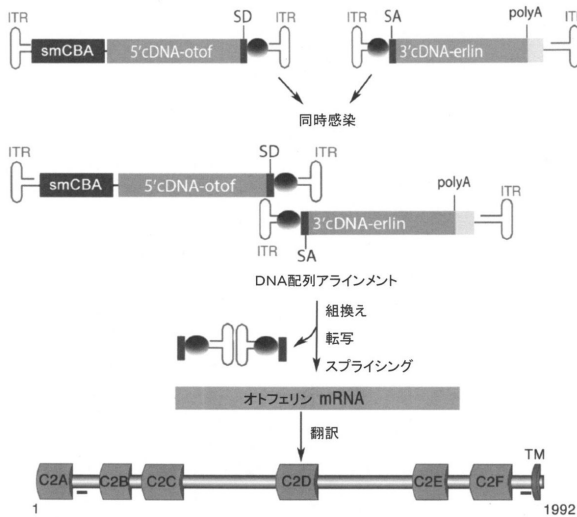 ITR SD ITR ITR SA polyA
smCBA 5'cDNA-otof 3'cDNA-erlin
同時感染
ITR SD ITR
smCBA 5'cDNA-otof
polyA ITR
3'cDNA-erlin
ITR SA
DNA配列アラインメント
組換え
転写
スプライシング
オトフェリン mRNA
翻訳
TM
C2A C2B C2C C2D C2E C2F
1 1992